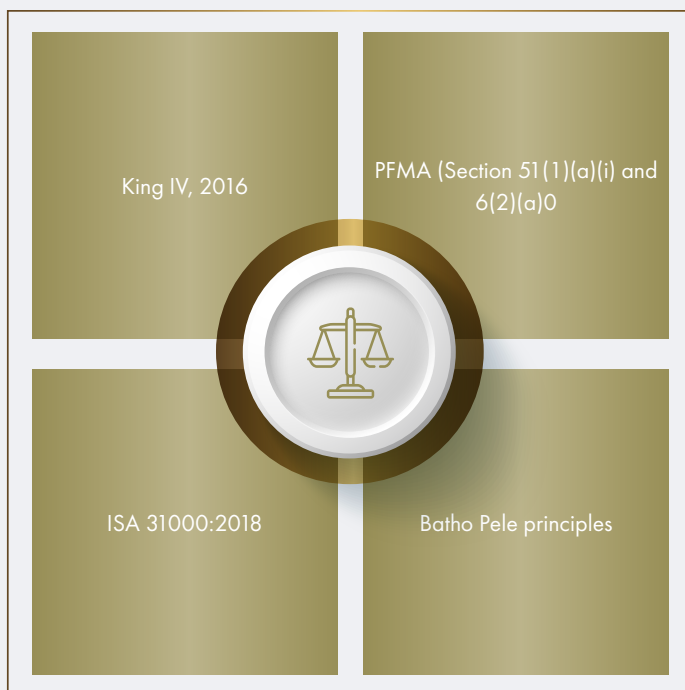 King IV, 2016
PFMA (Section 51(1)(a)(i) and
6(2)(a)0
ISA 31000:2018
Batho Pele principles